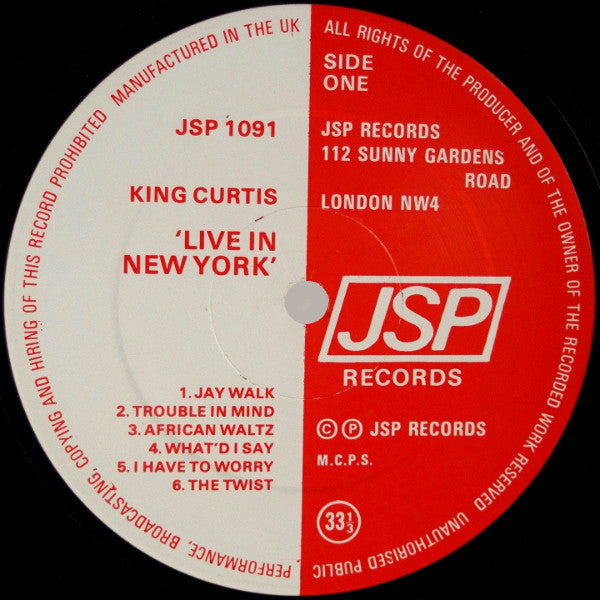 MANUFACTURED IN THE UK
ALL RIGHTS OF THE PRODUCER AND OF THE OWNER OF THE RECORDED WORK RESERVED
UNAUTHORISED PUBLIC
PERFORMANCE, BROADCASTING, COPYING AND HIRING OF THIS RECORD PROHIBITED
JSP 1091
KING CURTIS
'LIVE IN
NEW YORK'
1. JAY WALK
2. TROUBLE IN MIND
3. AFRICAN WALTZ
4. WHAT'D I SAY
5. I HAVE TO WORRY
6. THE TWIST
SIDE
ONE
JSP RECORDS
112 SUNNY GARDENS
ROAD
LONDON NW4
JSP
RECORDS
© ℗ JSP RECORDS
M.C.P.S.
33 1/3